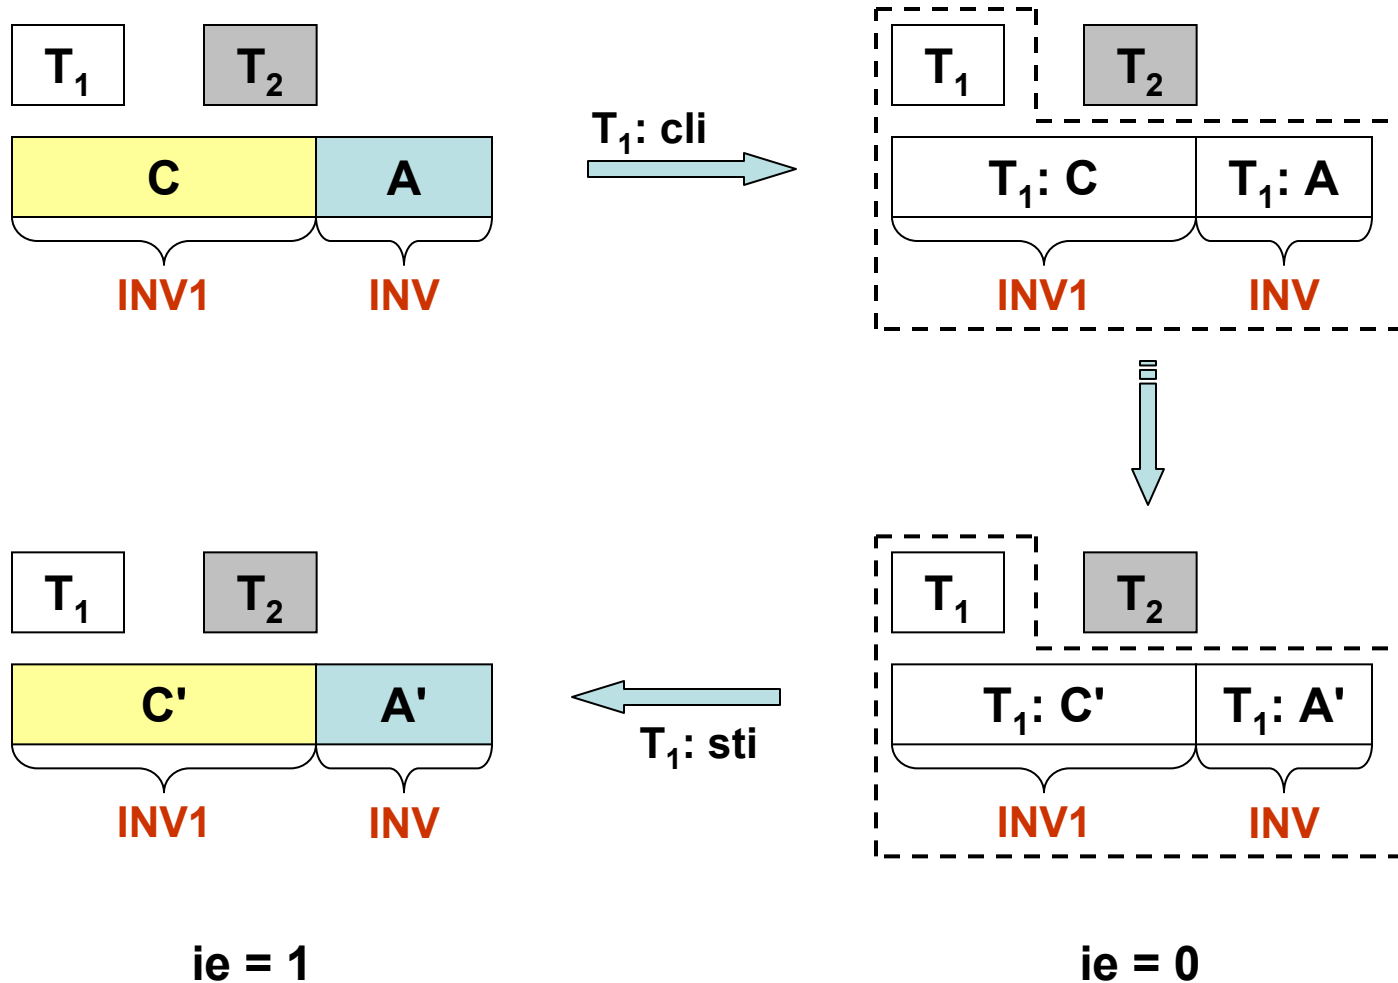 T₁ T₂ T₁ T₂
T₁: cli
C A T₁: C T₁: A
INV1 INV INV1 INV
T₁ T₂ T₁ T₂
C' A' T₁: C' T₁: A'
T₁: sti
INV1 INV INV1 INV
ie = 1 ie = 0